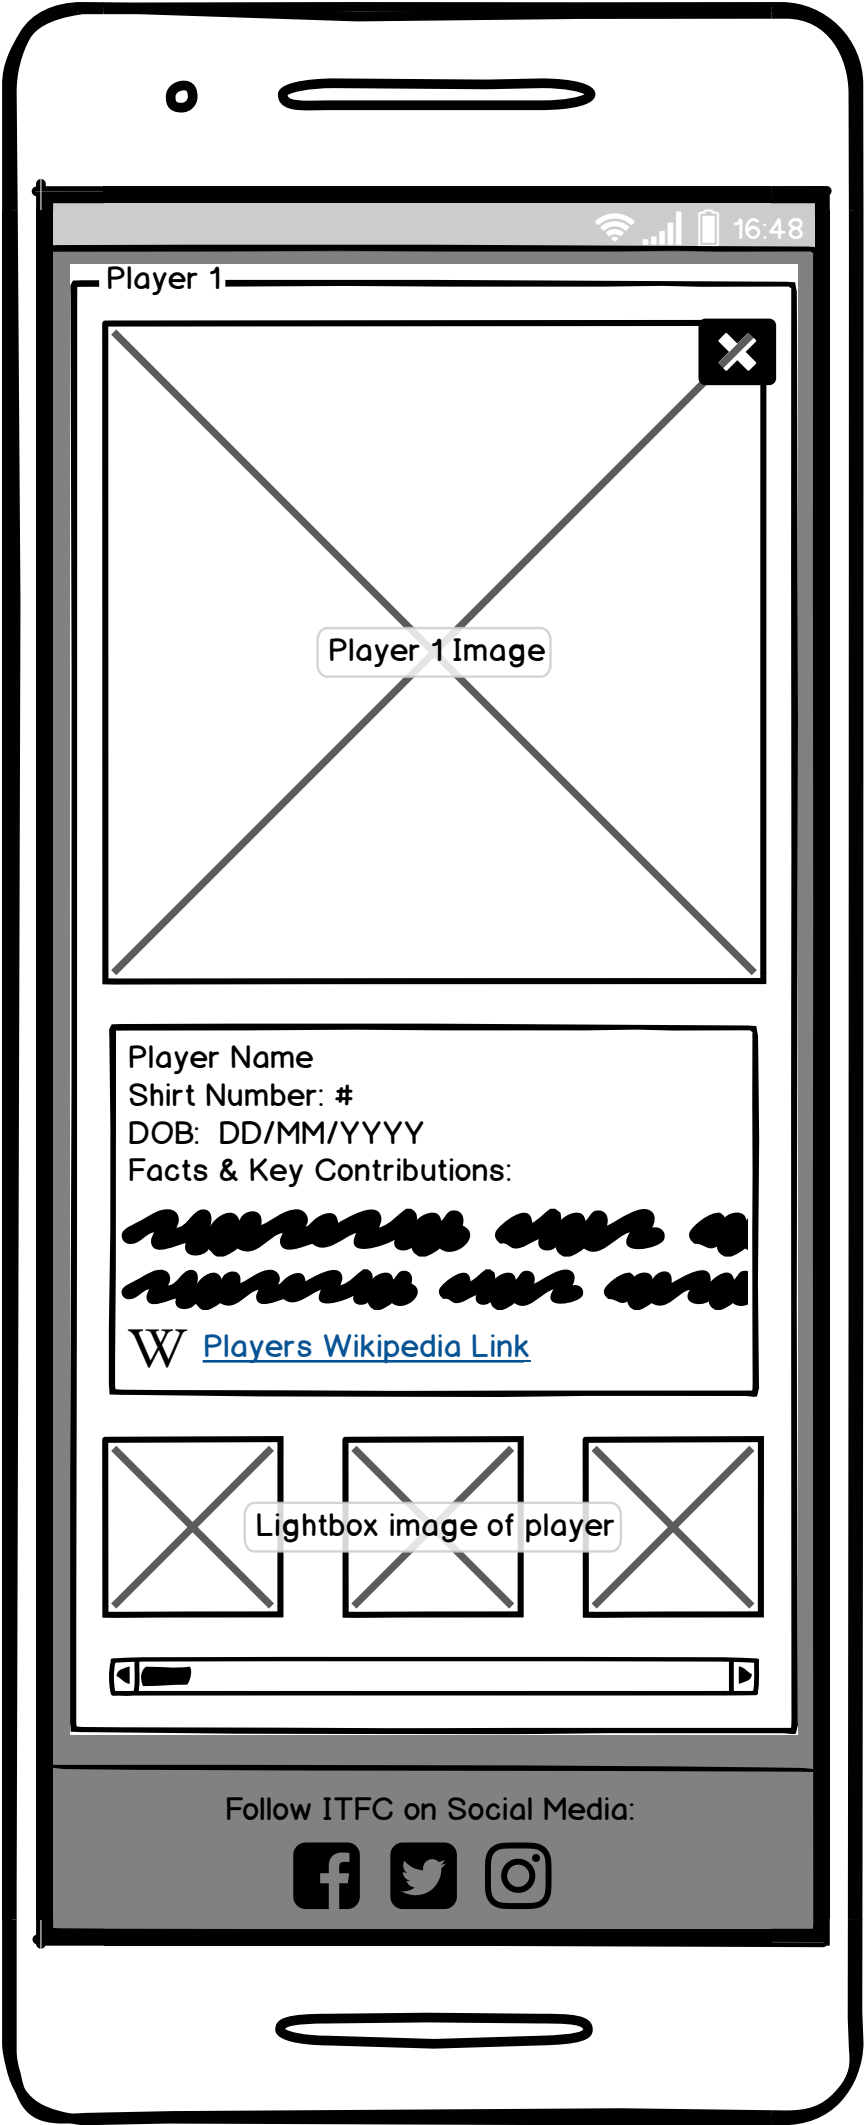 16:48
Player 1
Player 1 Image
Player Name
Shirt Number: #
DOB: DD/MM/YYYY
Facts & Key Contributions:
W Players Wikipedia Link
Lightbox image of player
Follow ITFC on Social Media: